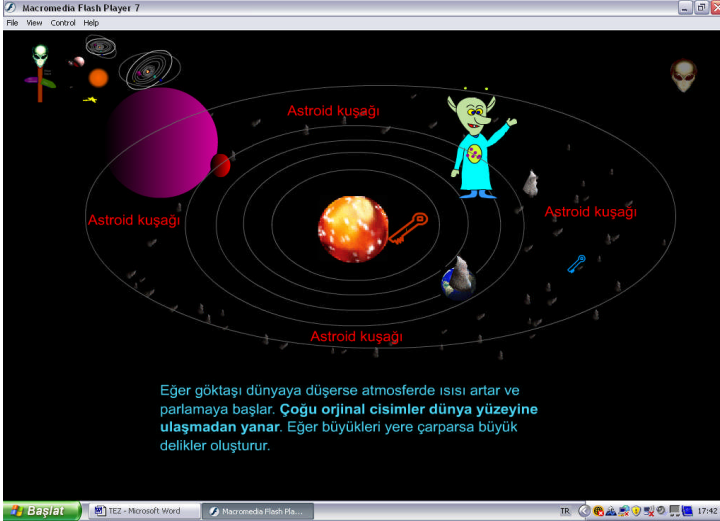 Macromedia Flash Player 7
File View Control Help
Astroid kuşağı
Astroid kuşağı
Astroid kuşağı
Astroid kuşağı
Eğer göktaşı dünyaya düşerse atmosferde ısısı artar ve
parlamaya başlar. Çoğu orjinal cisimler dünya yüzeyine
ulaşmadan yanar. Eğer büyükleri yere çarparsa büyük
delikler oluşturur.
Başlat
TEZ - Microsoft Word
Macromedia Flash Pla...
TR
17:42